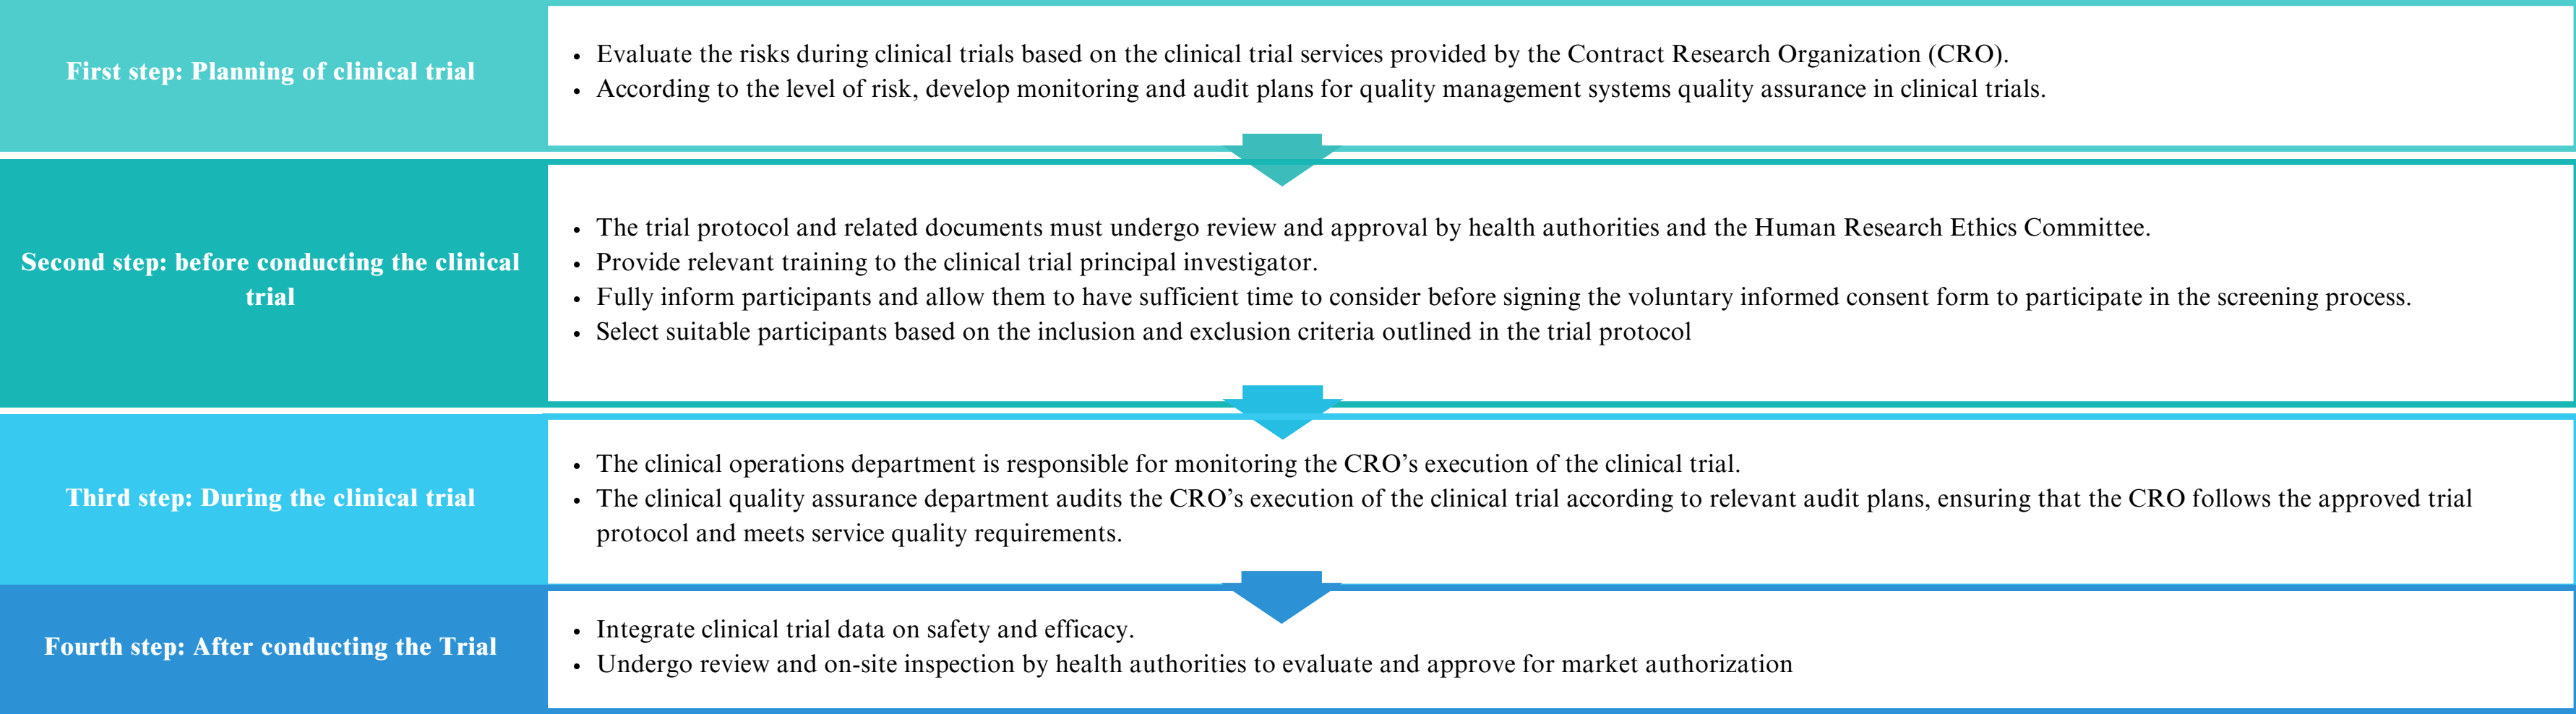 First step: Planning of clinical trial
• Evaluate the risks during clinical trials based on the clinical trial services provided by the Contract Research Organization (CRO).
• According to the level of risk, develop monitoring and audit plans for quality management systems quality assurance in clinical trials.
Second step: before conducting the clinical
trial
• The trial protocol and related documents must undergo review and approval by health authorities and the Human Research Ethics Committee.
• Provide relevant training to the clinical trial principal investigator.
• Fully inform participants and allow them to have sufficient time to consider before signing the voluntary informed consent form to participate in the screening process.
• Select suitable participants based on the inclusion and exclusion criteria outlined in the trial protocol
Third step: During the clinical trial
• The clinical operations department is responsible for monitoring the CRO’s execution of the clinical trial.
• The clinical quality assurance department audits the CRO’s execution of the clinical trial according to relevant audit plans, ensuring that the CRO follows the approved trial
protocol and meets service quality requirements.
Fourth step: After conducting the Trial
• Integrate clinical trial data on safety and efficacy.
• Undergo review and on-site inspection by health authorities to evaluate and approve for market authorization